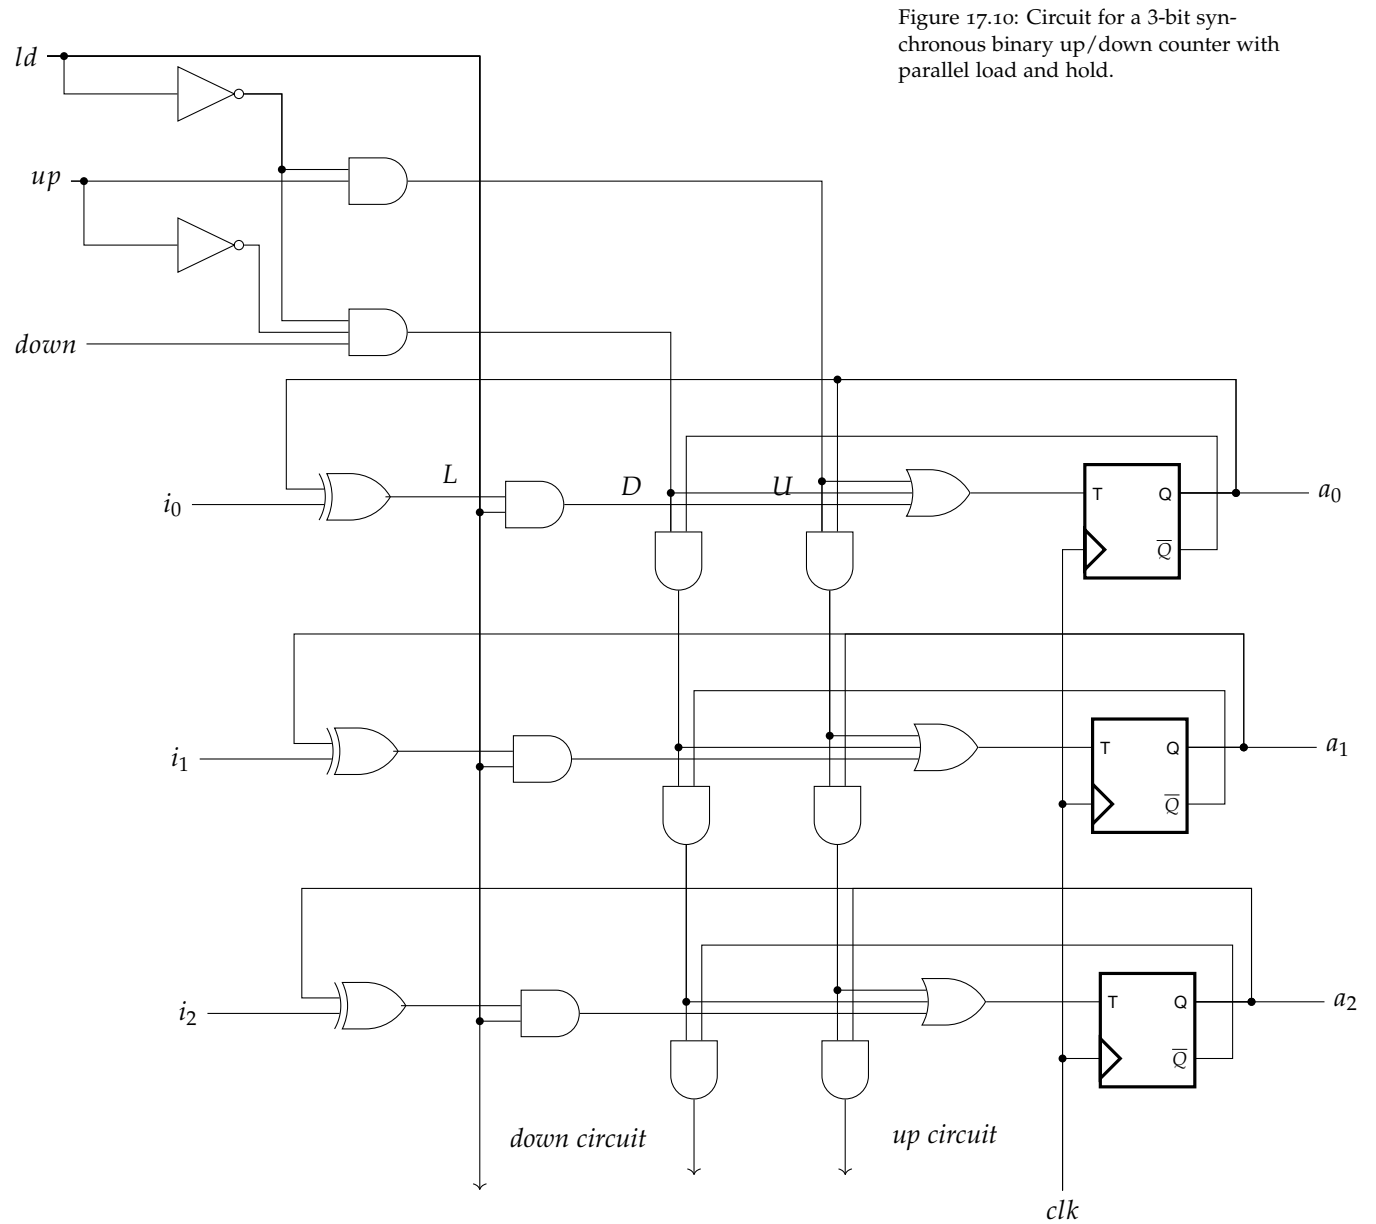 Figure 17.10: Circuit for a 3-bit syn-
chronous binary up/down counter with
parallel load and hold.
ld
up
down
L
D
U
i0
T
Q
Q̅
a0
i1
T
Q
Q̅
a1
i2
T
Q
Q̅
a2
down circuit
up circuit
clk